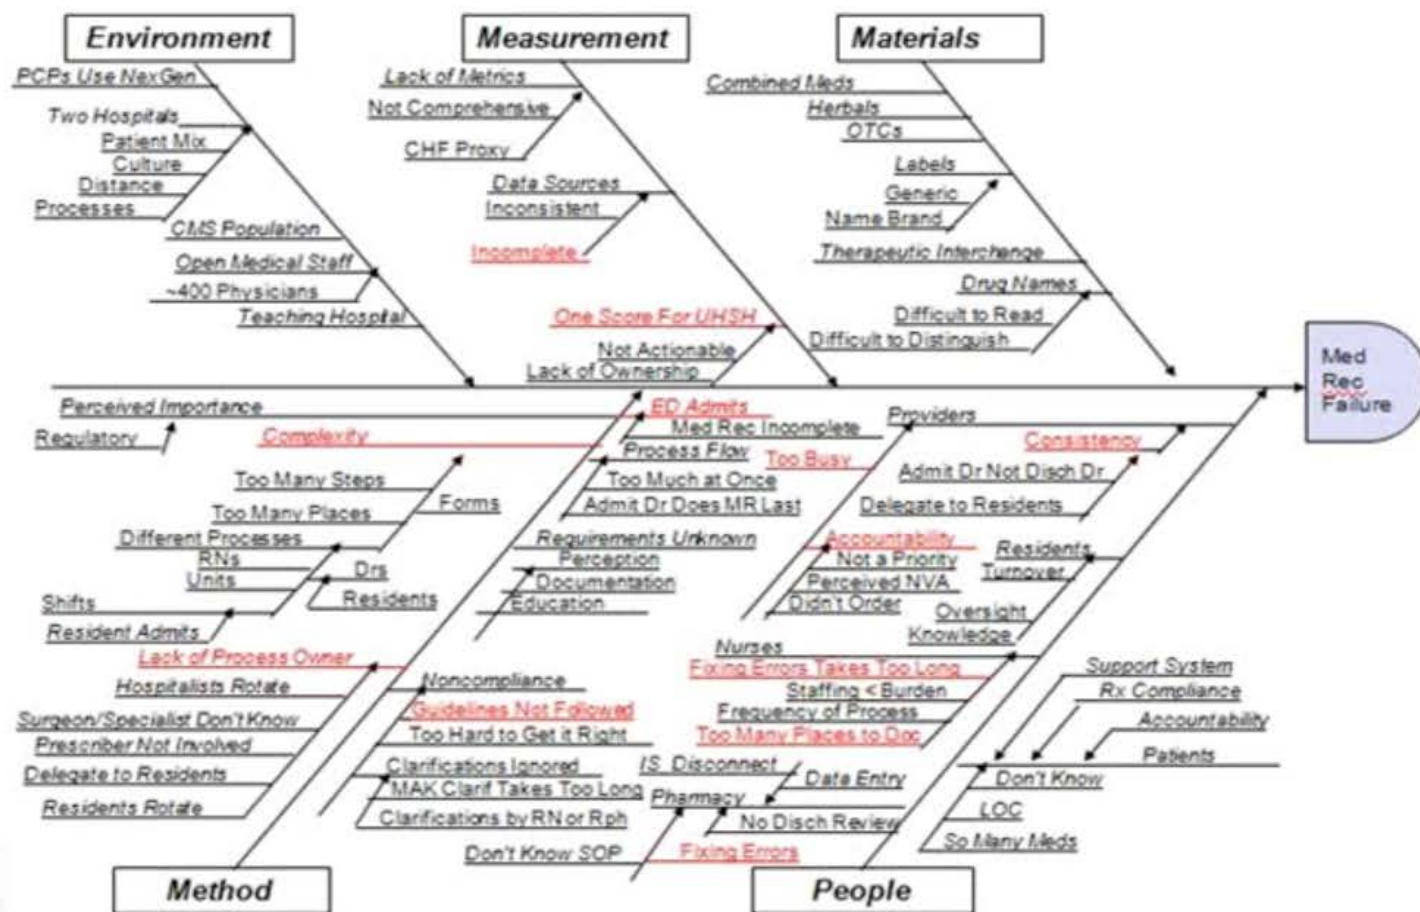 Environment
PCPs Use NexGen
Two Hospitals
Patient Mix
Culture
Distance
Processes
CMS Population
Open Medical Staff
~400 Physicians
Teaching Hospital
Measurement
Lack of Metrics
Not Comprehensive
CHF Proxy
Data Sources
Inconsistent
Incomplete
One Score For UHSH
Not Actionable
Lack of Ownership
Materials
Combined Meds
Herbals
OTCs
Labels
Generic
Name Brand
Therapeutic Interchange
Drug Names
Difficult to Read
Difficult to Distinguish
Med
Rec
Failure
Perceived Importance
Regulatory
Complexity
Too Many Steps
Forms
Too Many Places
Different Processes
RNs
Drs
Units
Residents
Shifts
Resident Admits
Lack of Process Owner
Hospitalists Rotate
Surgeon/Specialist Don't Know
Prescriber Not Involved
Delegate to Residents
Residents Rotate
ED Admits
Med Rec Incomplete
Process Flow
Too Much at Once
Admit Dr Does MR Last
Requirements Unknown
Perception
Documentation
Education
Noncompliance
Guidelines Not Followed
Too Hard to Get it Right
Clarifications Ignored
MAK Clarif Takes Too Long
Clarifications by RN or Rph
Method
Providers
Too Busy
Consistency
Admit Dr Not Disch Dr
Delegate to Residents
Accountability
Not a Priority
Perceived NVA
Didn't Order
Residents
Turnover
Oversight
Knowledge
Nurses
Fixing Errors Takes Too Long
Staffing < Burden
Frequency of Process
Too Many Places to Doc
Support System
Rx Compliance
Accountability
Patients
Don't Know
LOC
So Many Meds
IS Disconnect
Data Entry
Pharmacy
No Disch Review
Don't Know SOP
Fixing Errors
People